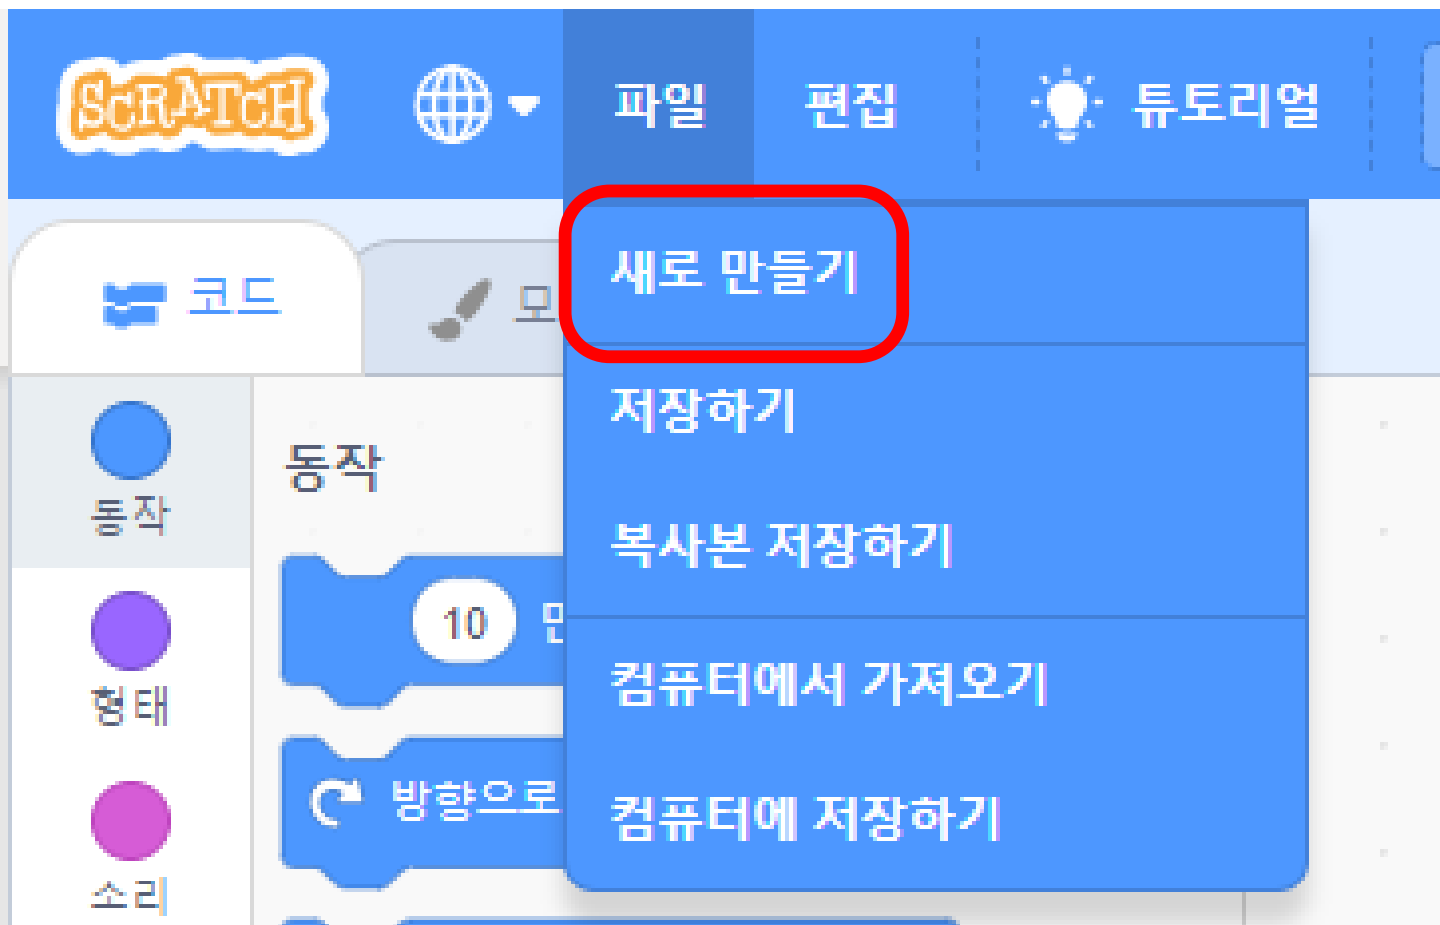 SCRATCH 파일 편집 튜토리얼
새로 만들기
코드
저장하기
동작
동작
복사본 저장하기
10
형태
컴퓨터에서 가져오기
방향으로
컴퓨터에 저장하기
소리